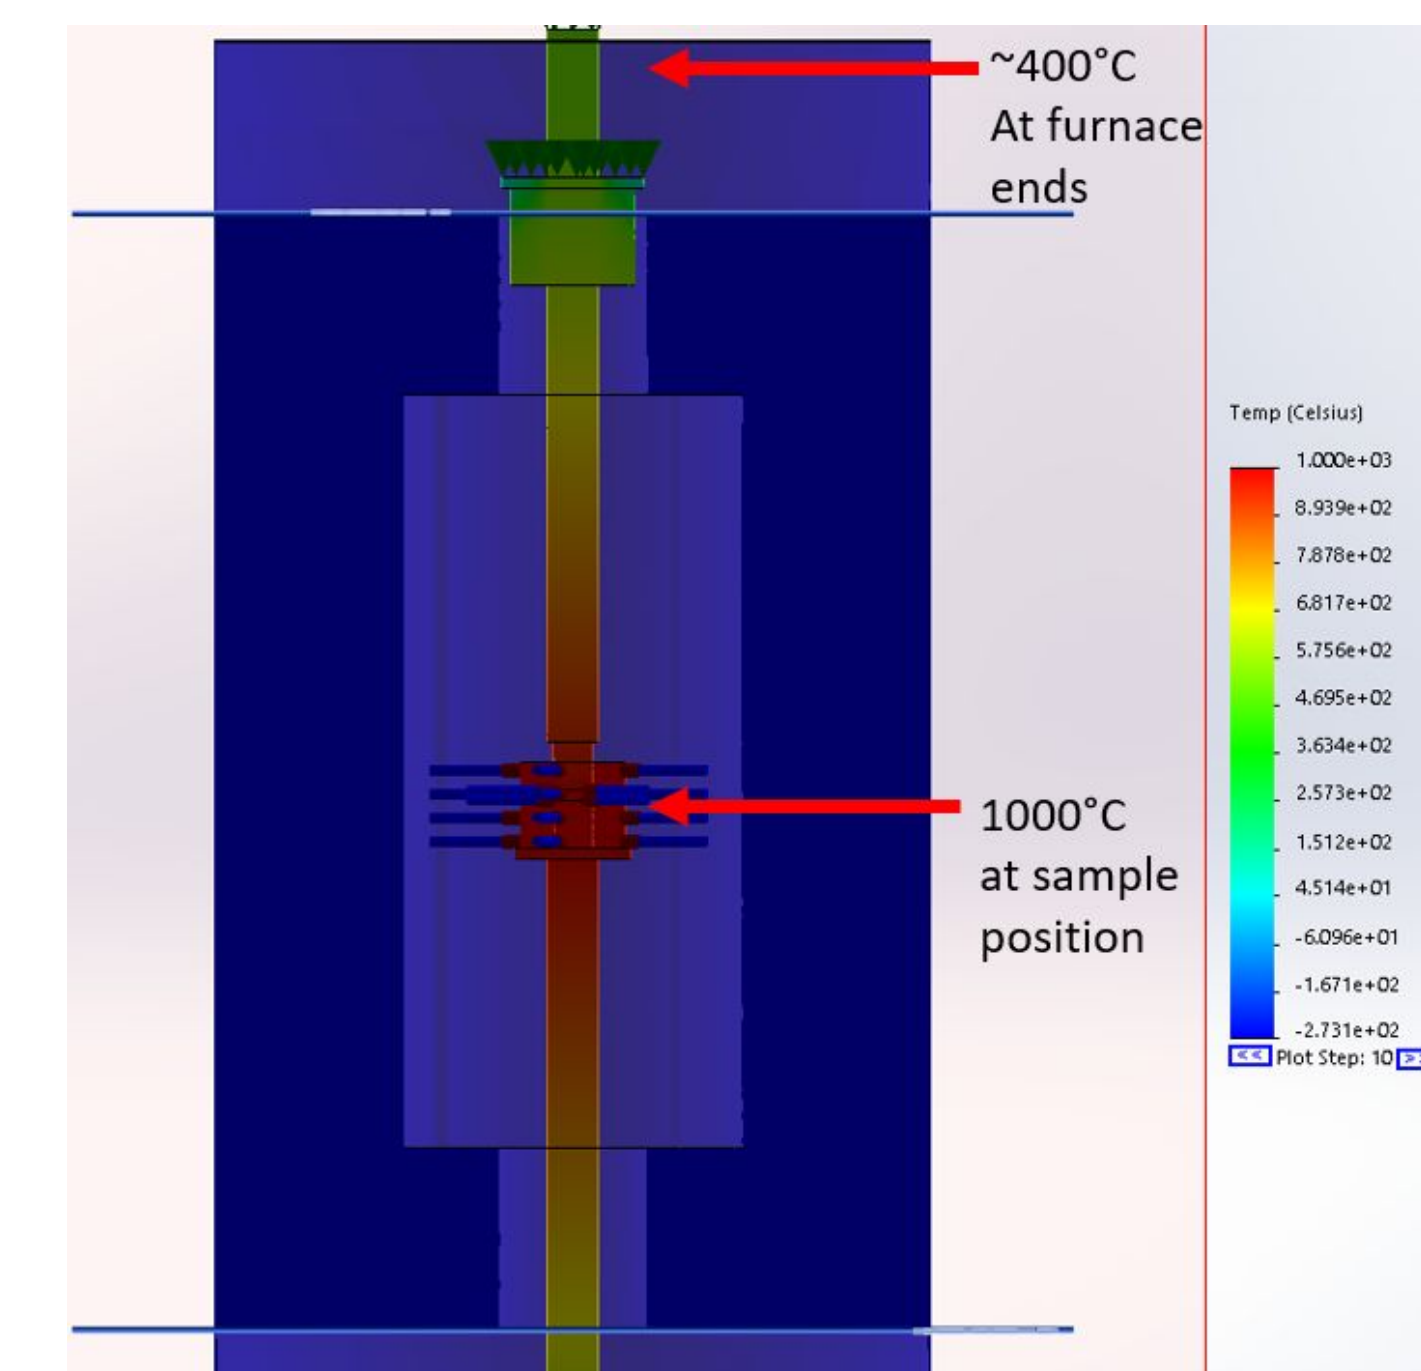 ~400°C
At furnace
ends
Temp (Celsius)
1.000e+03
8.939e+02
7.878e+02
6.817e+02
5.756e+02
4.695e+02
3.634e+02
2.573e+02
1.512e+02
4.514e+01
-6.096e+01
-1.671e+02
-2.731e+02
<< Plot Step: 10 >
1000°C
at sample
position